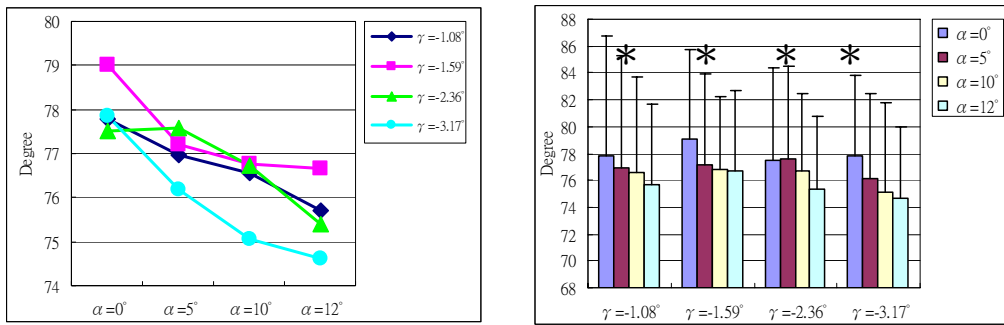 80
79
78
77
76
75
74
Degree
α=0° α=5° α=10° α=12°
γ=-1.08°
γ=-1.59°
γ=-2.36°
γ=-3.17°
88
86
84
82
80
78
76
74
72
70
68
Degree
* * * *
γ=-1.08° γ=-1.59° γ=-2.36° γ=-3.17°
α=0°
α=5°
α=10°
α=12°